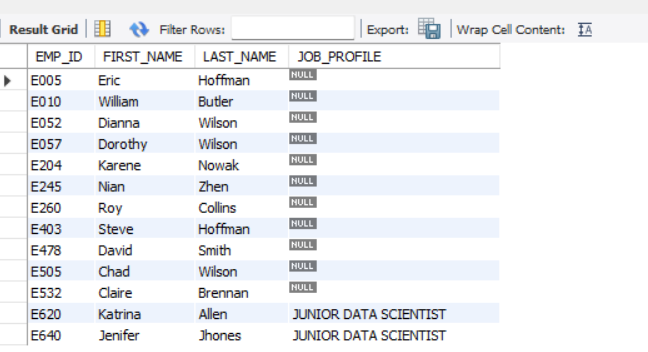 Result Grid Filter Rows: Export: Wrap Cell Content:
EMP_ID FIRST_NAME LAST_NAME JOB_PROFILE
E005 Eric Hoffman NULL
E010 William Butler NULL
E052 Dianna Wilson NULL
E057 Dorothy Wilson NULL
E204 Karene Nowak NULL
E245 Nian Zhen NULL
E260 Roy Collins NULL
E403 Steve Hoffman NULL
E478 David Smith NULL
E505 Chad Wilson NULL
E532 Claire Brennan NULL
E620 Katrina Allen JUNIOR DATA SCIENTIST
E640 Jenifer Jhones JUNIOR DATA SCIENTIST